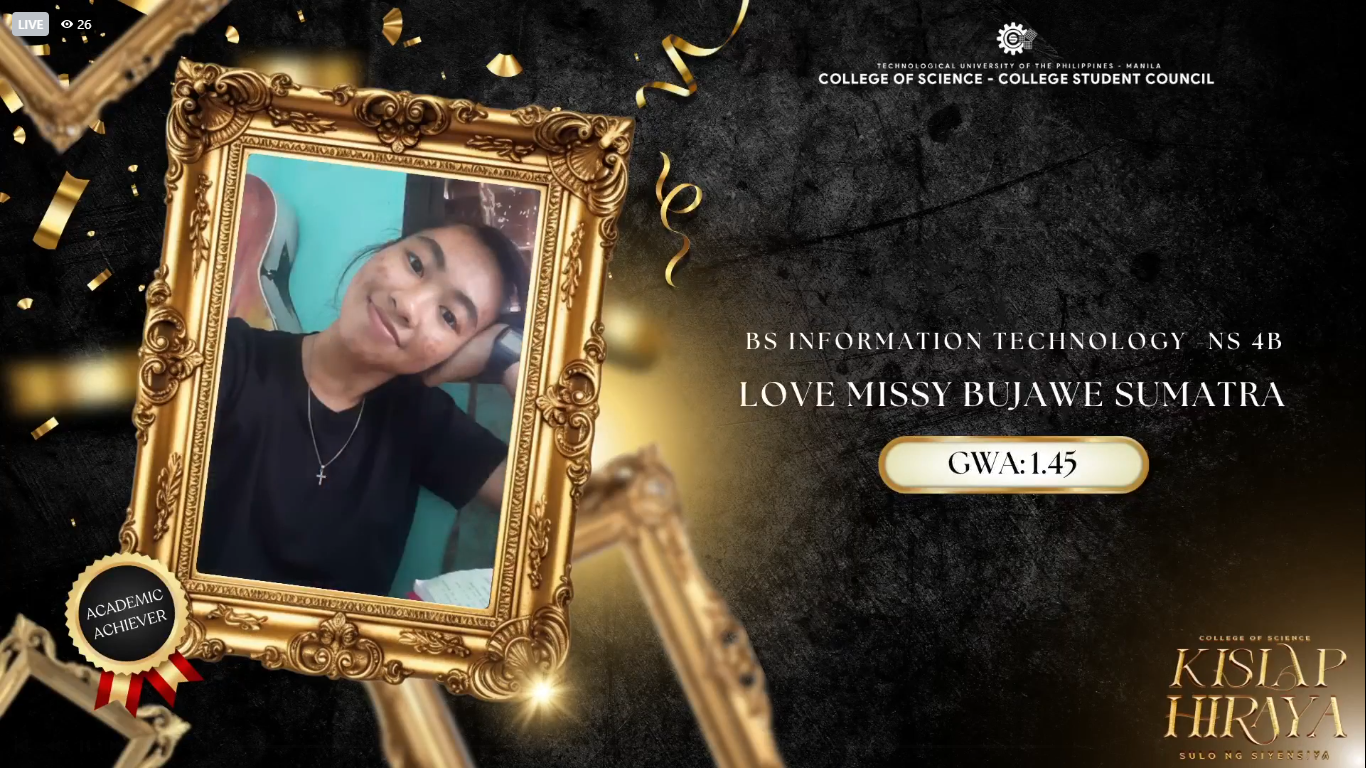 LIVE 26
TECHNOLOGICAL UNIVERSITY OF THE PHILIPPINES - MANILA
COLLEGE OF SCIENCE - COLLEGE STUDENT COUNCIL
BS INFORMATION TECHNOLOGY -NS 4B
LOVE MISSY BUJAWE SUMATRA
GWA: 1.45
ACADEMIC
ACHIEVER
COLLEGE OF SCIENCE
KISLAP
HIRAYA
SULO NG SIYENSIYA